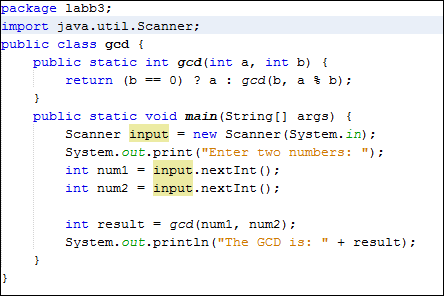 package labb3;
import java.util.Scanner;
public class gcd {
    public static int gcd(int a, int b) {
        return (b == 0) ? a : gcd(b, a % b);
    }
    public static void main(String[] args) {
        Scanner input = new Scanner(System.in);
        System.out.print("Enter two numbers: ");
        int num1 = input.nextInt();
        int num2 = input.nextInt();

        int result = gcd(num1, num2);
        System.out.println("The GCD is: " + result);
    }
}